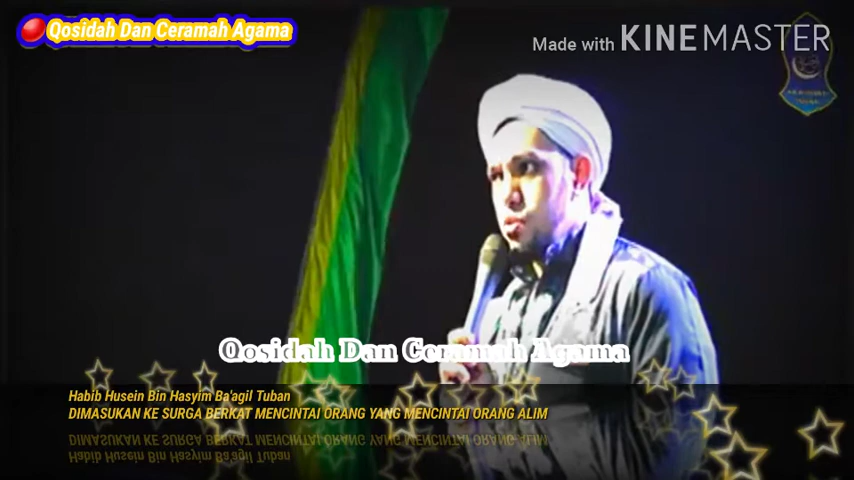 Qosidah Dan Ceramah Agama
Made with KINEMASTER
Qosidah Dan Ceramah Agama
Habib Husein Bin Hasyim Ba'agil Tuban
DIMASUKAN KE SURGA BERKAT MENCINTAI ORANG YANG MENCINTAI ORANG ALIM